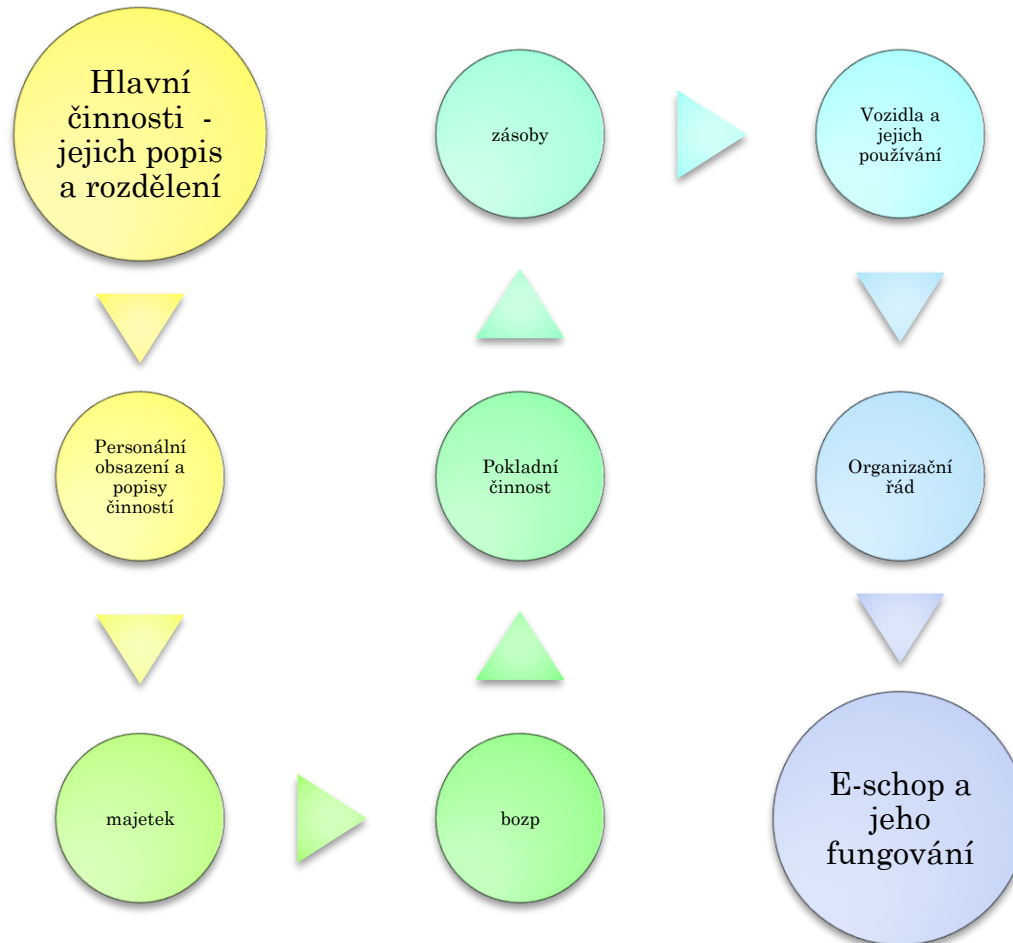 Hlavní
činnosti  -
jejich popis
a rozdělení
Personální
obsazení a
popisy
činností
majetek
bozp
Pokladní
činnost
zásoby
Vozidla a
jejich
používání
Organizační
řád
E-schop a
jeho
fungování